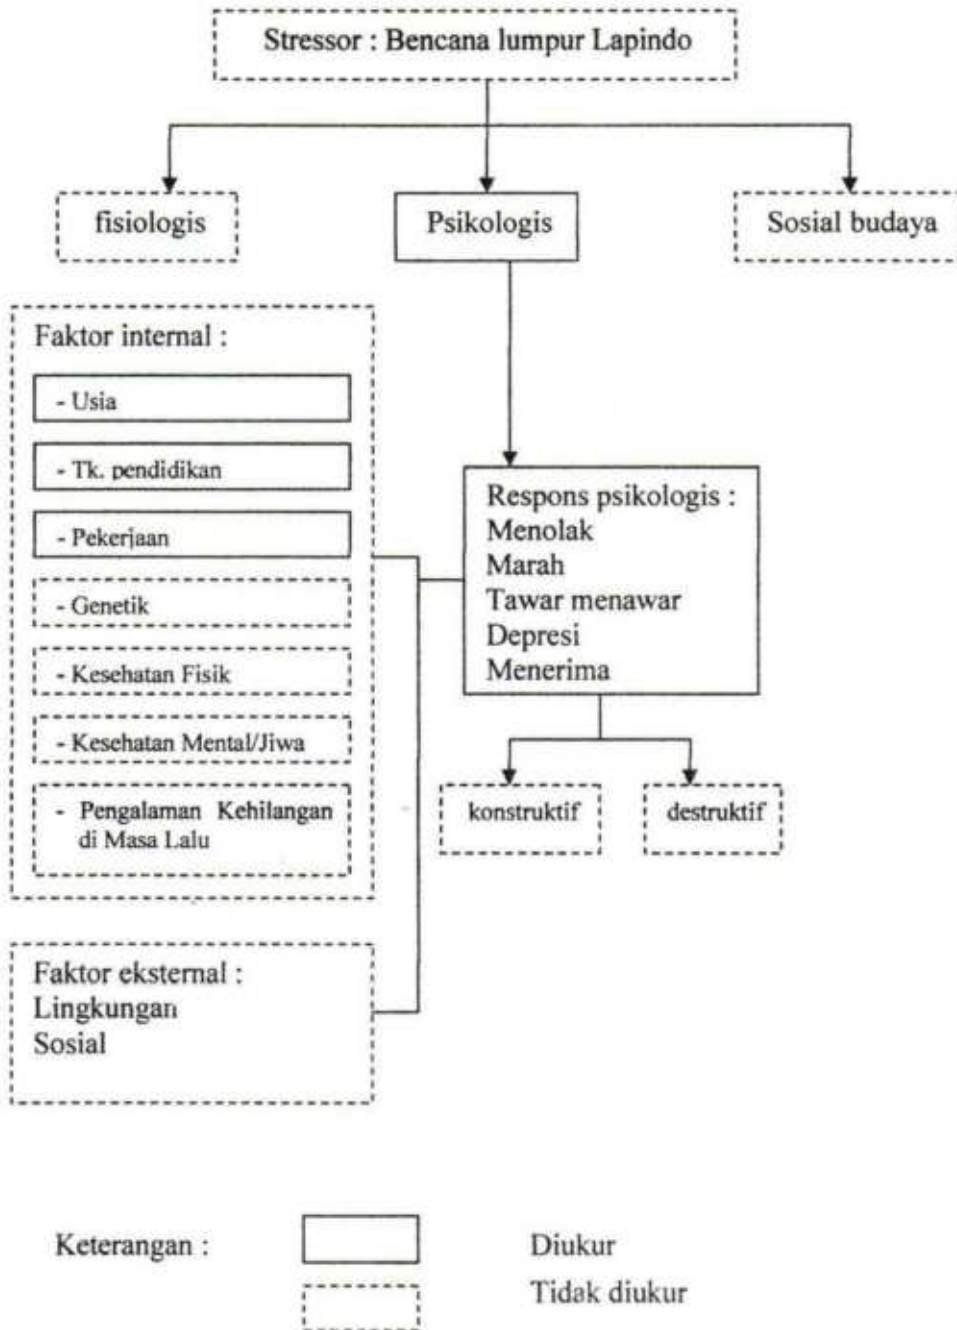 Stressor : Bencana lumpur Lapindo
fisiologis
Psikologis
Sosial budaya
Faktor internal :
- Usia
- Tk. pendidikan
- Pekerjaan
- Genetik
- Kesehatan Fisik
- Kesehatan Mental/Jiwa
- Pengalaman Kehilangan
di Masa Lalu
Respons psikologis :
Menolak
Marah
Tawar menawar
Depresi
Menerima
konstruktif
destruktif
Faktor eksternal :
Lingkungan
Sosial
Keterangan :
Diukur
Tidak diukur